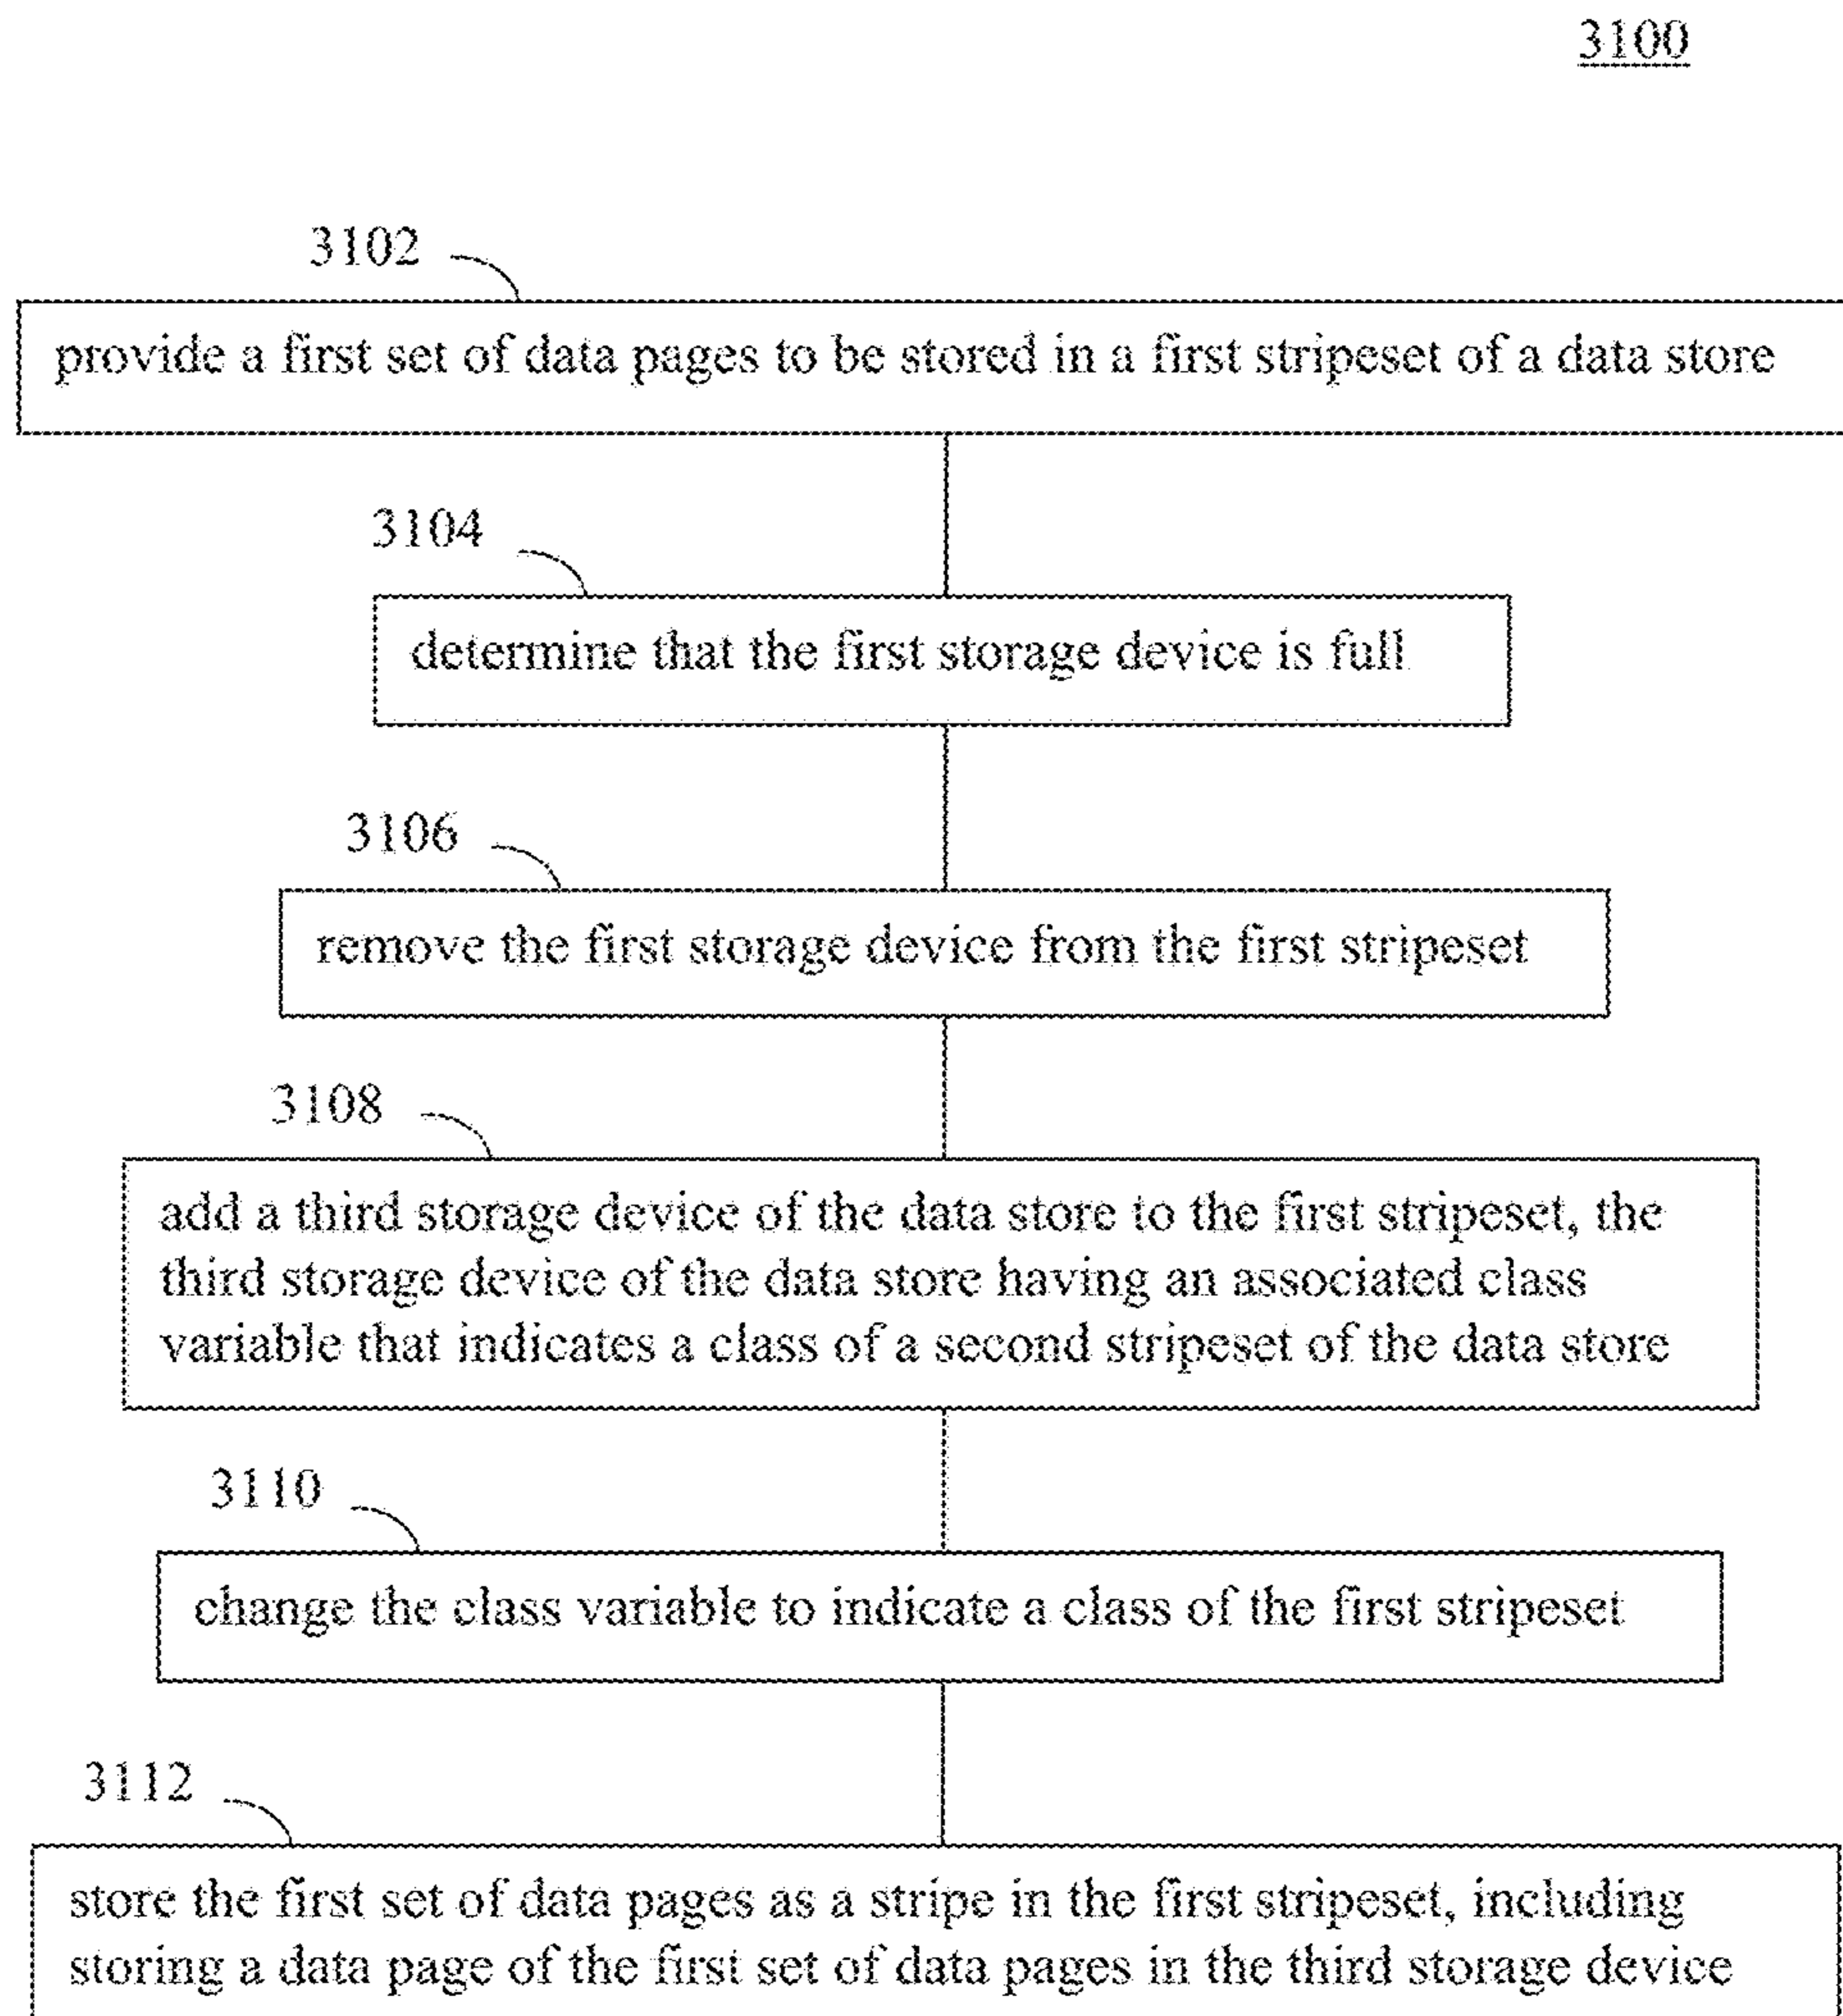 3100
3102
provide a first set of data pages to be stored in a first stripeset of a data store
3104
determine that the first storage device is full
3106
remove the first storage device from the first stripeset
3108
add a third storage device of the data store to the first stripeset, the
third storage device of the data store having an associated class
variable that indicates a class of a second stripeset of the data store
3110
change the class variable to indicate a class of the first stripeset
3112
store the first set of data pages as a stripe in the first stripeset, including
storing a data page of the first set of data pages in the third storage device